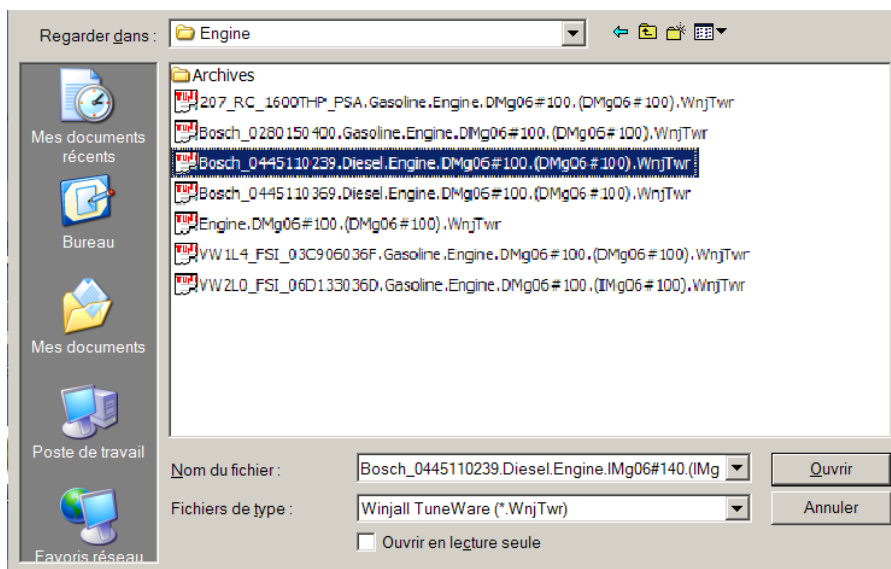 Regarder dans :
Engine
Archives
207_RC_1600THP_PSA.Gasoline.Engine.DMg06#100.(DMg06#100).WnjTwr
Bosch_0280150400.Gasoline.Engine.DMg06#100.(DMg06#100).WnjTwr
Bosch_0445110239.Diesel.Engine.DMg06#100.(DMg06#100).WnjTwr
Bosch_0445110369.Diesel.Engine.DMg06#100.(DMg06#100).WnjTwr
Engine.DMg06#100.(DMg06#100).WnjTwr
VW1L4_FSI_03C906036F.Gasoline.Engine.DMg06#100.(DMg06#100).WnjTwr
VW2L0_FSI_06D133036D.Gasoline.Engine.DMg06#100.(IMg06#100).WnjTwr
Mes documents
récents
Bureau
Mes documents
Poste de travail
Favoris réseau
Nom du fichier :
Bosch_0445110239.Diesel.Engine.IMg06#140.(IMg
Ouvrir
Fichiers de type :
Winjall TuneWare (*.WnjTwr)
Annuler
Ouvrir en lecture seule